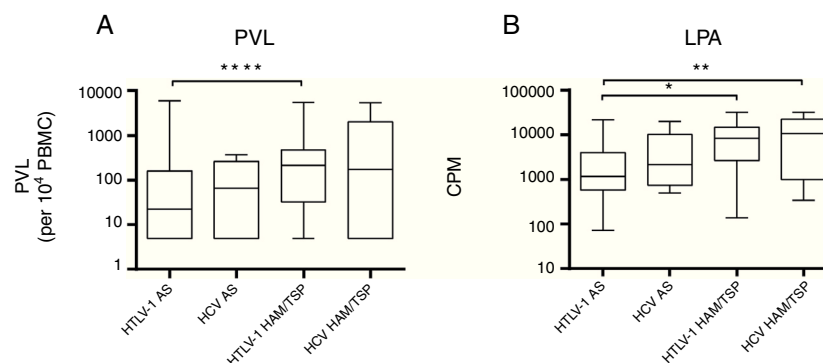 A
PVL
****
PVL
(per 10⁴ PBMC)
10000
1000
100
10
1
HTLV-1 AS
HCV AS
HTLV-1 HAM/TSP
HCV HAM/TSP
B
LPA
**
*
CPM
100000
10000
1000
100
10
HTLV-1 AS
HCV AS
HTLV-1 HAM/TSP
HCV HAM/TSP